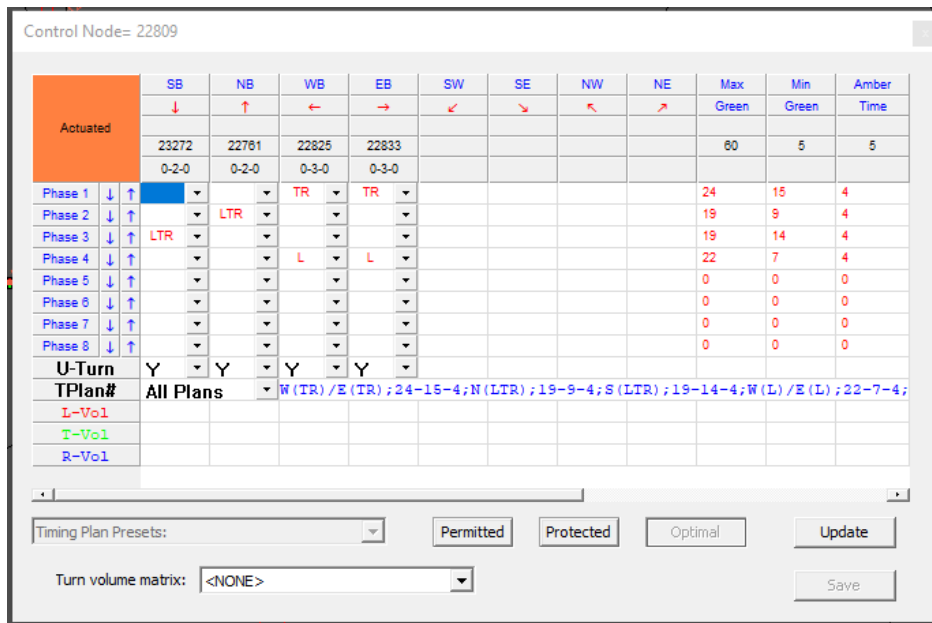 Control Node= 22809
x
SB NB WB EB SW SE NW NE Max Min Amber
↓ ↑ ← → ↙ ↘ ↖ ↗ Green Green Time
Actuated
23272 22761 22825 22833 60 5 5
0-2-0 0-2-0 0-3-0 0-3-0
Phase 1 ↓ ↑ TR TR 24 15 4
Phase 2 ↓ ↑ LTR 19 9 4
Phase 3 ↓ ↑ LTR 19 14 4
Phase 4 ↓ ↑ L L 22 7 4
Phase 5 ↓ ↑ 0 0 0
Phase 6 ↓ ↑ 0 0 0
Phase 7 ↓ ↑ 0 0 0
Phase 8 ↓ ↑ 0 0 0
U-Turn Y Y Y Y
TPlan# All Plans W(TR)/E(TR);24-15-4;N(LTR);19-9-4;S(LTR);19-14-4;W(L)/E(L);22-7-4;
L-Vol
T-Vol
R-Vol
Timing Plan Presets: Permitted Protected Optimal Update
Turn volume matrix: <NONE> Save